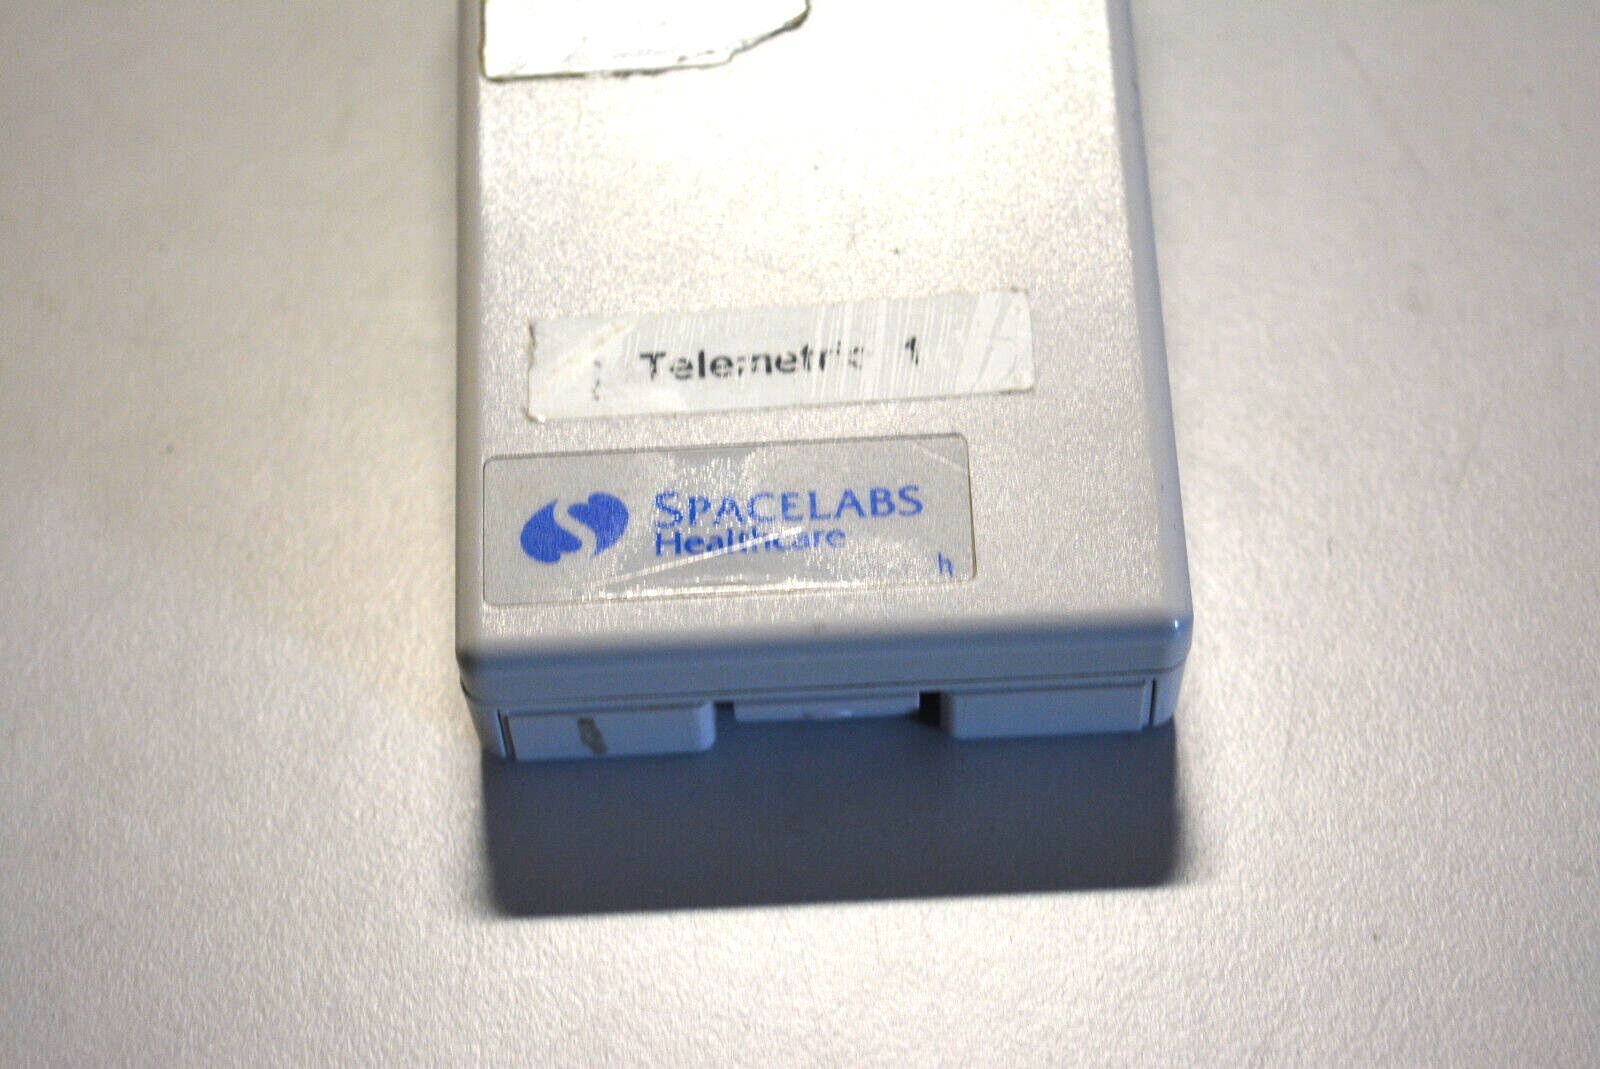 Telemetrie 1
SPACELABS
Healthcare
h